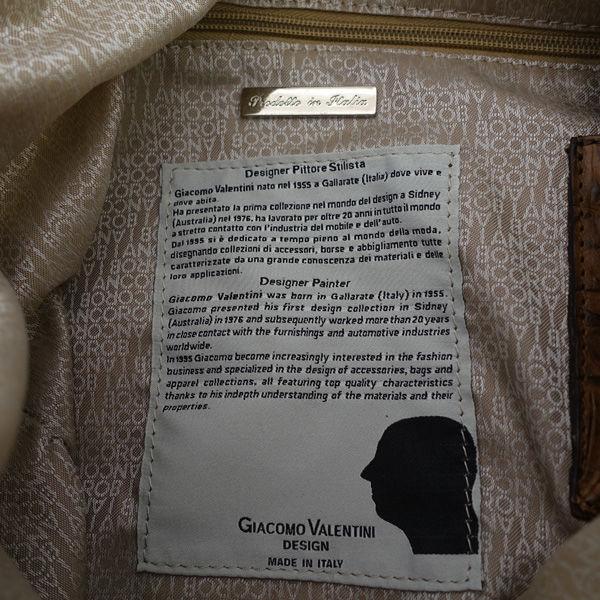 Prodotto in Italia
Designer Pittore Stilista
Giacomo Valentini nato nel 1955 a Gallarate (Italia) dove vive e
dove abita.
Ha presentato la prima collezione nel mondo del design a Sidney
(Australia) nel 1976, ha lavorato per oltre 20 anni in tutto il mondo
a stretto contatto con l'industria del mobile e dell'auto.
Dal 1995 si è dedicato a tempo pieno al mondo della moda,
disegnando collezioni di accessori, borse e abbigliamento tutte
caratterizzate da una grande conoscenza dei materiali e delle
loro applicazioni.
Designer Painter
Giacomo Valentini was born in Gallarate (Italy) in 1955.
Giacomo presented his first design collection in Sidney
(Australia) in 1976 and subsequently worked more than 20 years
in close contact with the furnishings and automotive industries
worldwide.
In 1995 Giacomo become increasingly interested in the fashion
business and specialized in the design of accessories, bags and
apparel collections, all featuring top quality characteristics
thanks to his indepth understanding of the materials and their
properties.
GIACOMO VALENTINI
DESIGN
MADE IN ITALY